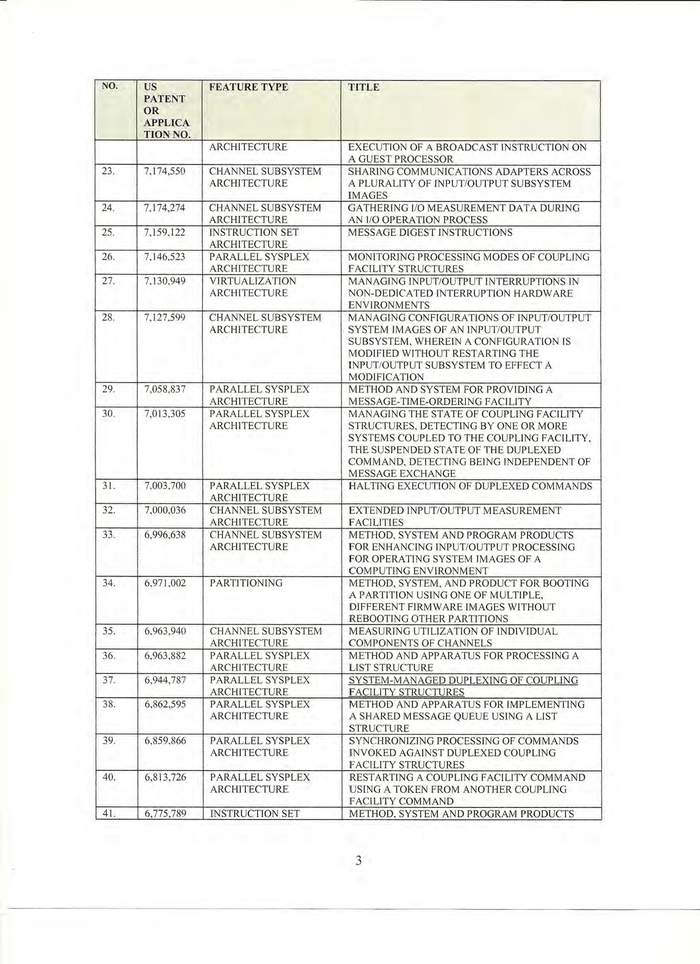 NO. US FEATURE TYPE TITLE
PATENT
OR
APPLICA
TION NO.
ARCHITECTURE EXECUTION OF A BROADCAST INSTRUCTION ON
A GUEST PROCESSOR
23. 7,174,550 CHANNEL SUBSYSTEM SHARING COMMUNICATIONS ADAPTERS ACROSS
ARCHITECTURE A PLURALITY OF INPUT/OUTPUT SUBSYSTEM
IMAGES
24. 7,174,274 CHANNEL SUBSYSTEM GATHERING I/O MEASUREMENT DATA DURING
ARCHITECTURE AN I/O OPERATION PROCESS
25. 7,159,122 INSTRUCTION SET MESSAGE DIGEST INSTRUCTIONS
ARCHITECTURE
26. 7,146,523 PARALLEL SYSPLEX MONITORING PROCESSING MODES OF COUPLING
ARCHITECTURE FACILITY STRUCTURES
27. 7,130,949 VIRTUALIZATION MANAGING INPUT/OUTPUT INTERRUPTIONS IN
ARCHITECTURE NON-DEDICATED INTERRUPTION HARDWARE
ENVIRONMENTS
28. 7,127,599 CHANNEL SUBSYSTEM MANAGING CONFIGURATIONS OF INPUT/OUTPUT
ARCHITECTURE SYSTEM IMAGES OF AN INPUT/OUTPUT
SUBSYSTEM, WHEREIN A CONFIGURATION IS
MODIFIED WITHOUT RESTARTING THE
INPUT/OUTPUT SUBSYSTEM TO EFFECT A
MODIFICATION
29. 7,058,837 PARALLEL SYSPLEX METHOD AND SYSTEM FOR PROVIDING A
ARCHITECTURE MESSAGE-TIME-ORDERING FACILITY
30. 7,013,305 PARALLEL SYSPLEX MANAGING THE STATE OF COUPLING FACILITY
ARCHITECTURE STRUCTURES, DETECTING BY ONE OR MORE
SYSTEMS COUPLED TO THE COUPLING FACILITY,
THE SUSPENDED STATE OF THE DUPLEXED
COMMAND, DETECTING BEING INDEPENDENT OF
MESSAGE EXCHANGE
31. 7,003,700 PARALLEL SYSPLEX HALTING EXECUTION OF DUPLEXED COMMANDS
ARCHITECTURE
32. 7,000,036 CHANNEL SUBSYSTEM EXTENDED INPUT/OUTPUT MEASUREMENT
ARCHITECTURE FACILITIES
33. 6,996,638 CHANNEL SUBSYSTEM METHOD, SYSTEM AND PROGRAM PRODUCTS
ARCHITECTURE FOR ENHANCING INPUT/OUTPUT PROCESSING
FOR OPERATING SYSTEM IMAGES OF A
COMPUTING ENVIRONMENT
34. 6,971,002 PARTITIONING METHOD, SYSTEM, AND PRODUCT FOR BOOTING
A PARTITION USING ONE OF MULTIPLE,
DIFFERENT FIRMWARE IMAGES WITHOUT
REBOOTING OTHER PARTITIONS
35. 6,963,940 CHANNEL SUBSYSTEM MEASURING UTILIZATION OF INDIVIDUAL
ARCHITECTURE COMPONENTS OF CHANNELS
36. 6,963,882 PARALLEL SYSPLEX METHOD AND APPARATUS FOR PROCESSING A
ARCHITECTURE LIST STRUCTURE
37. 6,944,787 PARALLEL SYSPLEX SYSTEM-MANAGED DUPLEXING OF COUPLING
ARCHITECTURE FACILITY STRUCTURES
38. 6,862,595 PARALLEL SYSPLEX METHOD AND APPARATUS FOR IMPLEMENTING
ARCHITECTURE A SHARED MESSAGE QUEUE USING A LIST
STRUCTURE
39. 6,859,866 PARALLEL SYSPLEX SYNCHRONIZING PROCESSING OF COMMANDS
ARCHITECTURE INVOKED AGAINST DUPLEXED COUPLING
FACILITY STRUCTURES
40. 6,813,726 PARALLEL SYSPLEX RESTARTING A COUPLING FACILITY COMMAND
ARCHITECTURE USING A TOKEN FROM ANOTHER COUPLING
FACILITY COMMAND
41. 6,775,789 INSTRUCTION SET METHOD, SYSTEM AND PROGRAM PRODUCTS
3